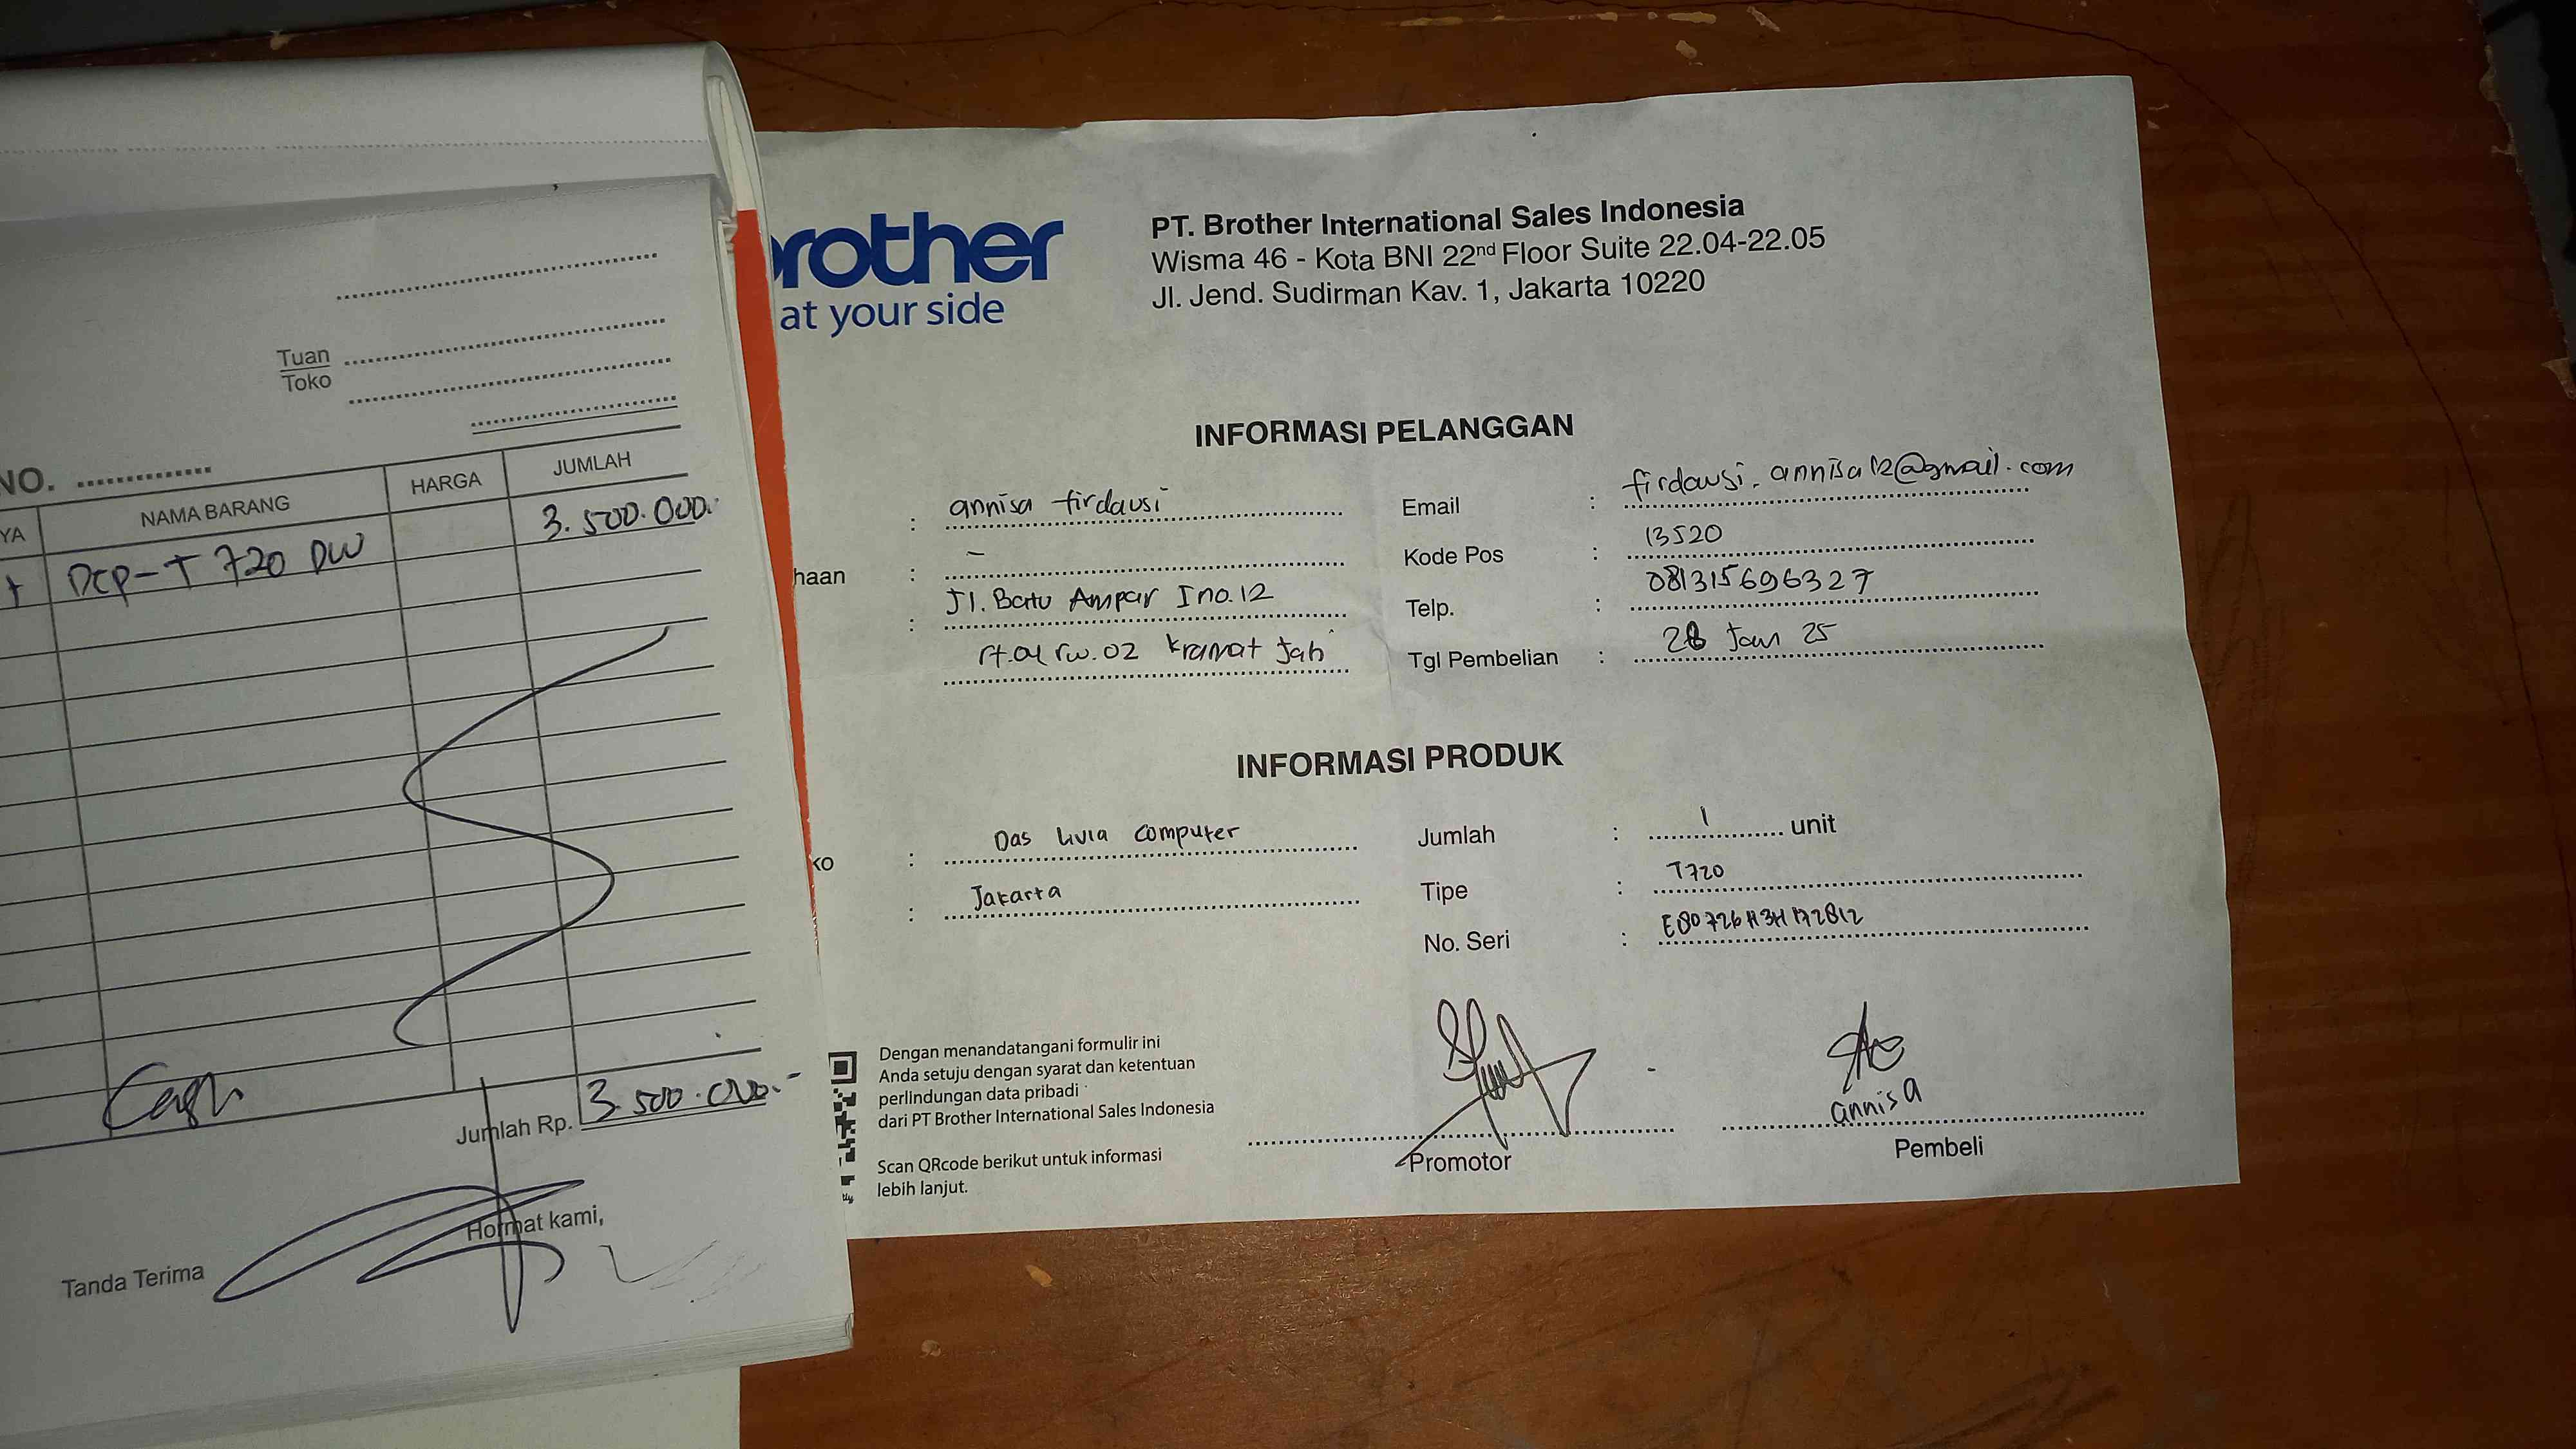 Tuan
Toko
NO.
YA NAMA BARANG HARGA JUMLAH
DCP-T 720 DW 3.500.000.
Cash
Jumlah Rp. 3.500.000.-
Tanda Terima
Hormat kami,
brother
at your side
PT. Brother International Sales Indonesia
Wisma 46 - Kota BNI 22nd Floor Suite 22.04-22.05
Jl. Jend. Sudirman Kav. 1, Jakarta 10220
INFORMASI PELANGGAN
: annisa firdausi
haan : -
: Jl. Batu Ampar I no.12
rt.04 rw.02 Kramat Jati
Email : firdausi.annisa12@gmail.com
Kode Pos : 13520
Telp. : 081315696327
Tgl Pembelian : 28 Jan 25
INFORMASI PRODUK
ko : Das Livia Computer
: Jakarta
Jumlah : 1 unit
Tipe : T720
No. Seri :
Dengan menandatangani formulir ini
Anda setuju dengan syarat dan ketentuan
perlindungan data pribadi
dari PT Brother International Sales Indonesia
Scan QRcode berikut untuk informasi
lebih lanjut.
Promotor
annisa
Pembeli